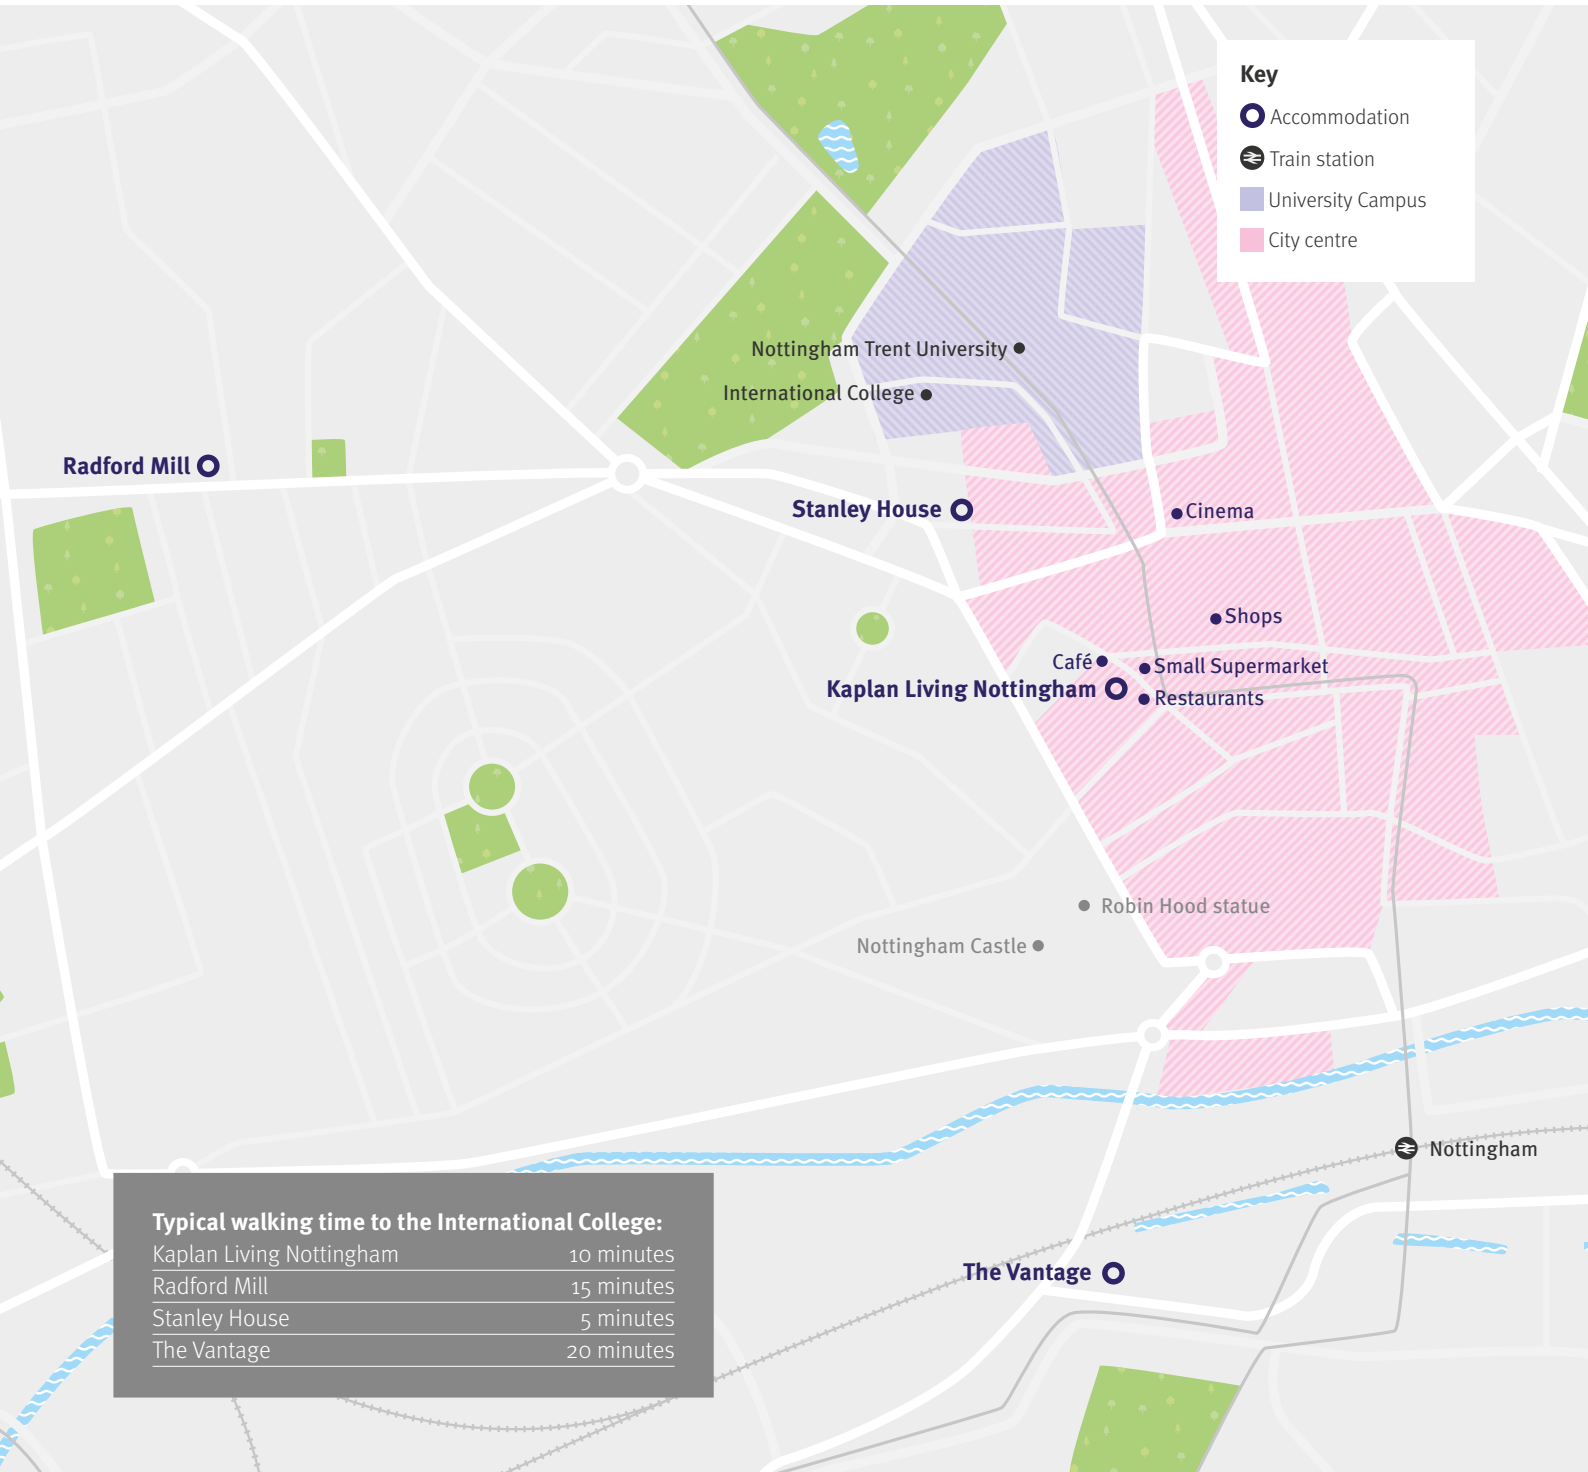 Key
Accommodation
Train station
University Campus
City centre
Nottingham Trent University
International College
Radford Mill
Stanley House
Cinema
Shops
Café
Small Supermarket
Kaplan Living Nottingham
Restaurants
Robin Hood statue
Nottingham Castle
Nottingham
The Vantage
Typical walking time to the International College:
Kaplan Living Nottingham 10 minutes
Radford Mill 15 minutes
Stanley House 5 minutes
The Vantage 20 minutes